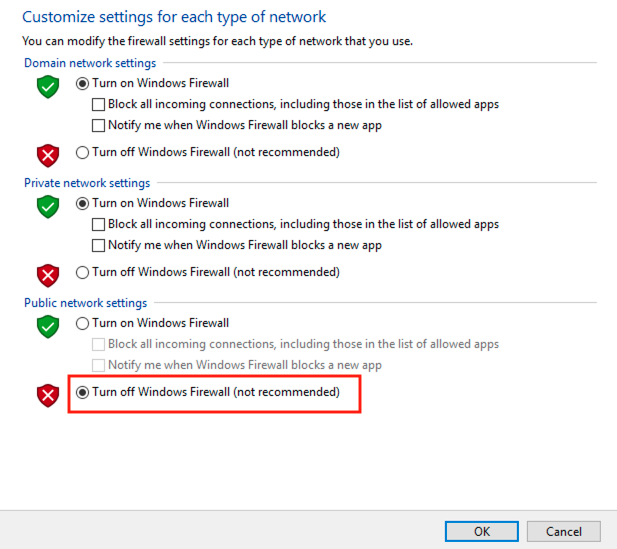 Customize settings for each type of network
You can modify the firewall settings for each type of network that you use.
Domain network settings
Turn on Windows Firewall
Block all incoming connections, including those in the list of allowed apps
Notify me when Windows Firewall blocks a new app
Turn off Windows Firewall (not recommended)
Private network settings
Turn on Windows Firewall
Block all incoming connections, including those in the list of allowed apps
Notify me when Windows Firewall blocks a new app
Turn off Windows Firewall (not recommended)
Public network settings
Turn on Windows Firewall
Block all incoming connections, including those in the list of allowed apps
Notify me when Windows Firewall blocks a new app
Turn off Windows Firewall (not recommended)
OK Cancel